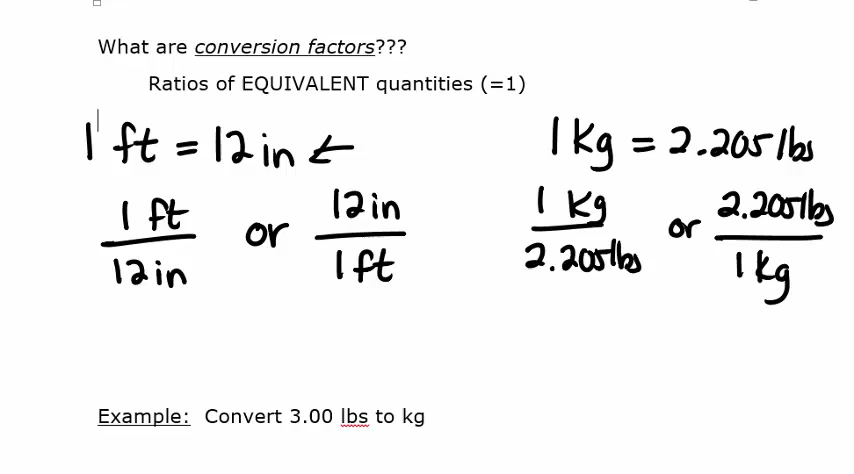 What are conversion factors???
Ratios of EQUIVALENT quantities (=1)
1 ft = 12 in ← 1 Kg = 2.205 lbs
1 ft or 12 in 1 Kg or 2.205 lbs
12 in 1 ft 2.205 lbs 1 kg
Example: Convert 3.00 lbs to kg